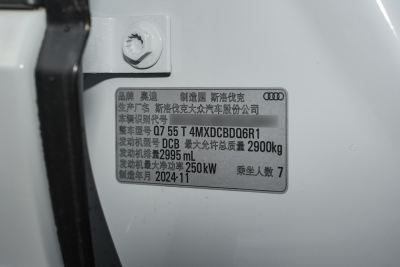 品牌 奥迪 制造国 斯洛伐克
生产厂名 斯洛伐克大众汽车股份公司
车辆识别代号
整车型号 Q7 55 T 4MXDCBDQ6R1
发动机型号 DCB 最大允许总质量 2900kg
发动机排量 2995 mL
发动机最大净功率 250kW 乘坐人数 7
制造年月 2024-11